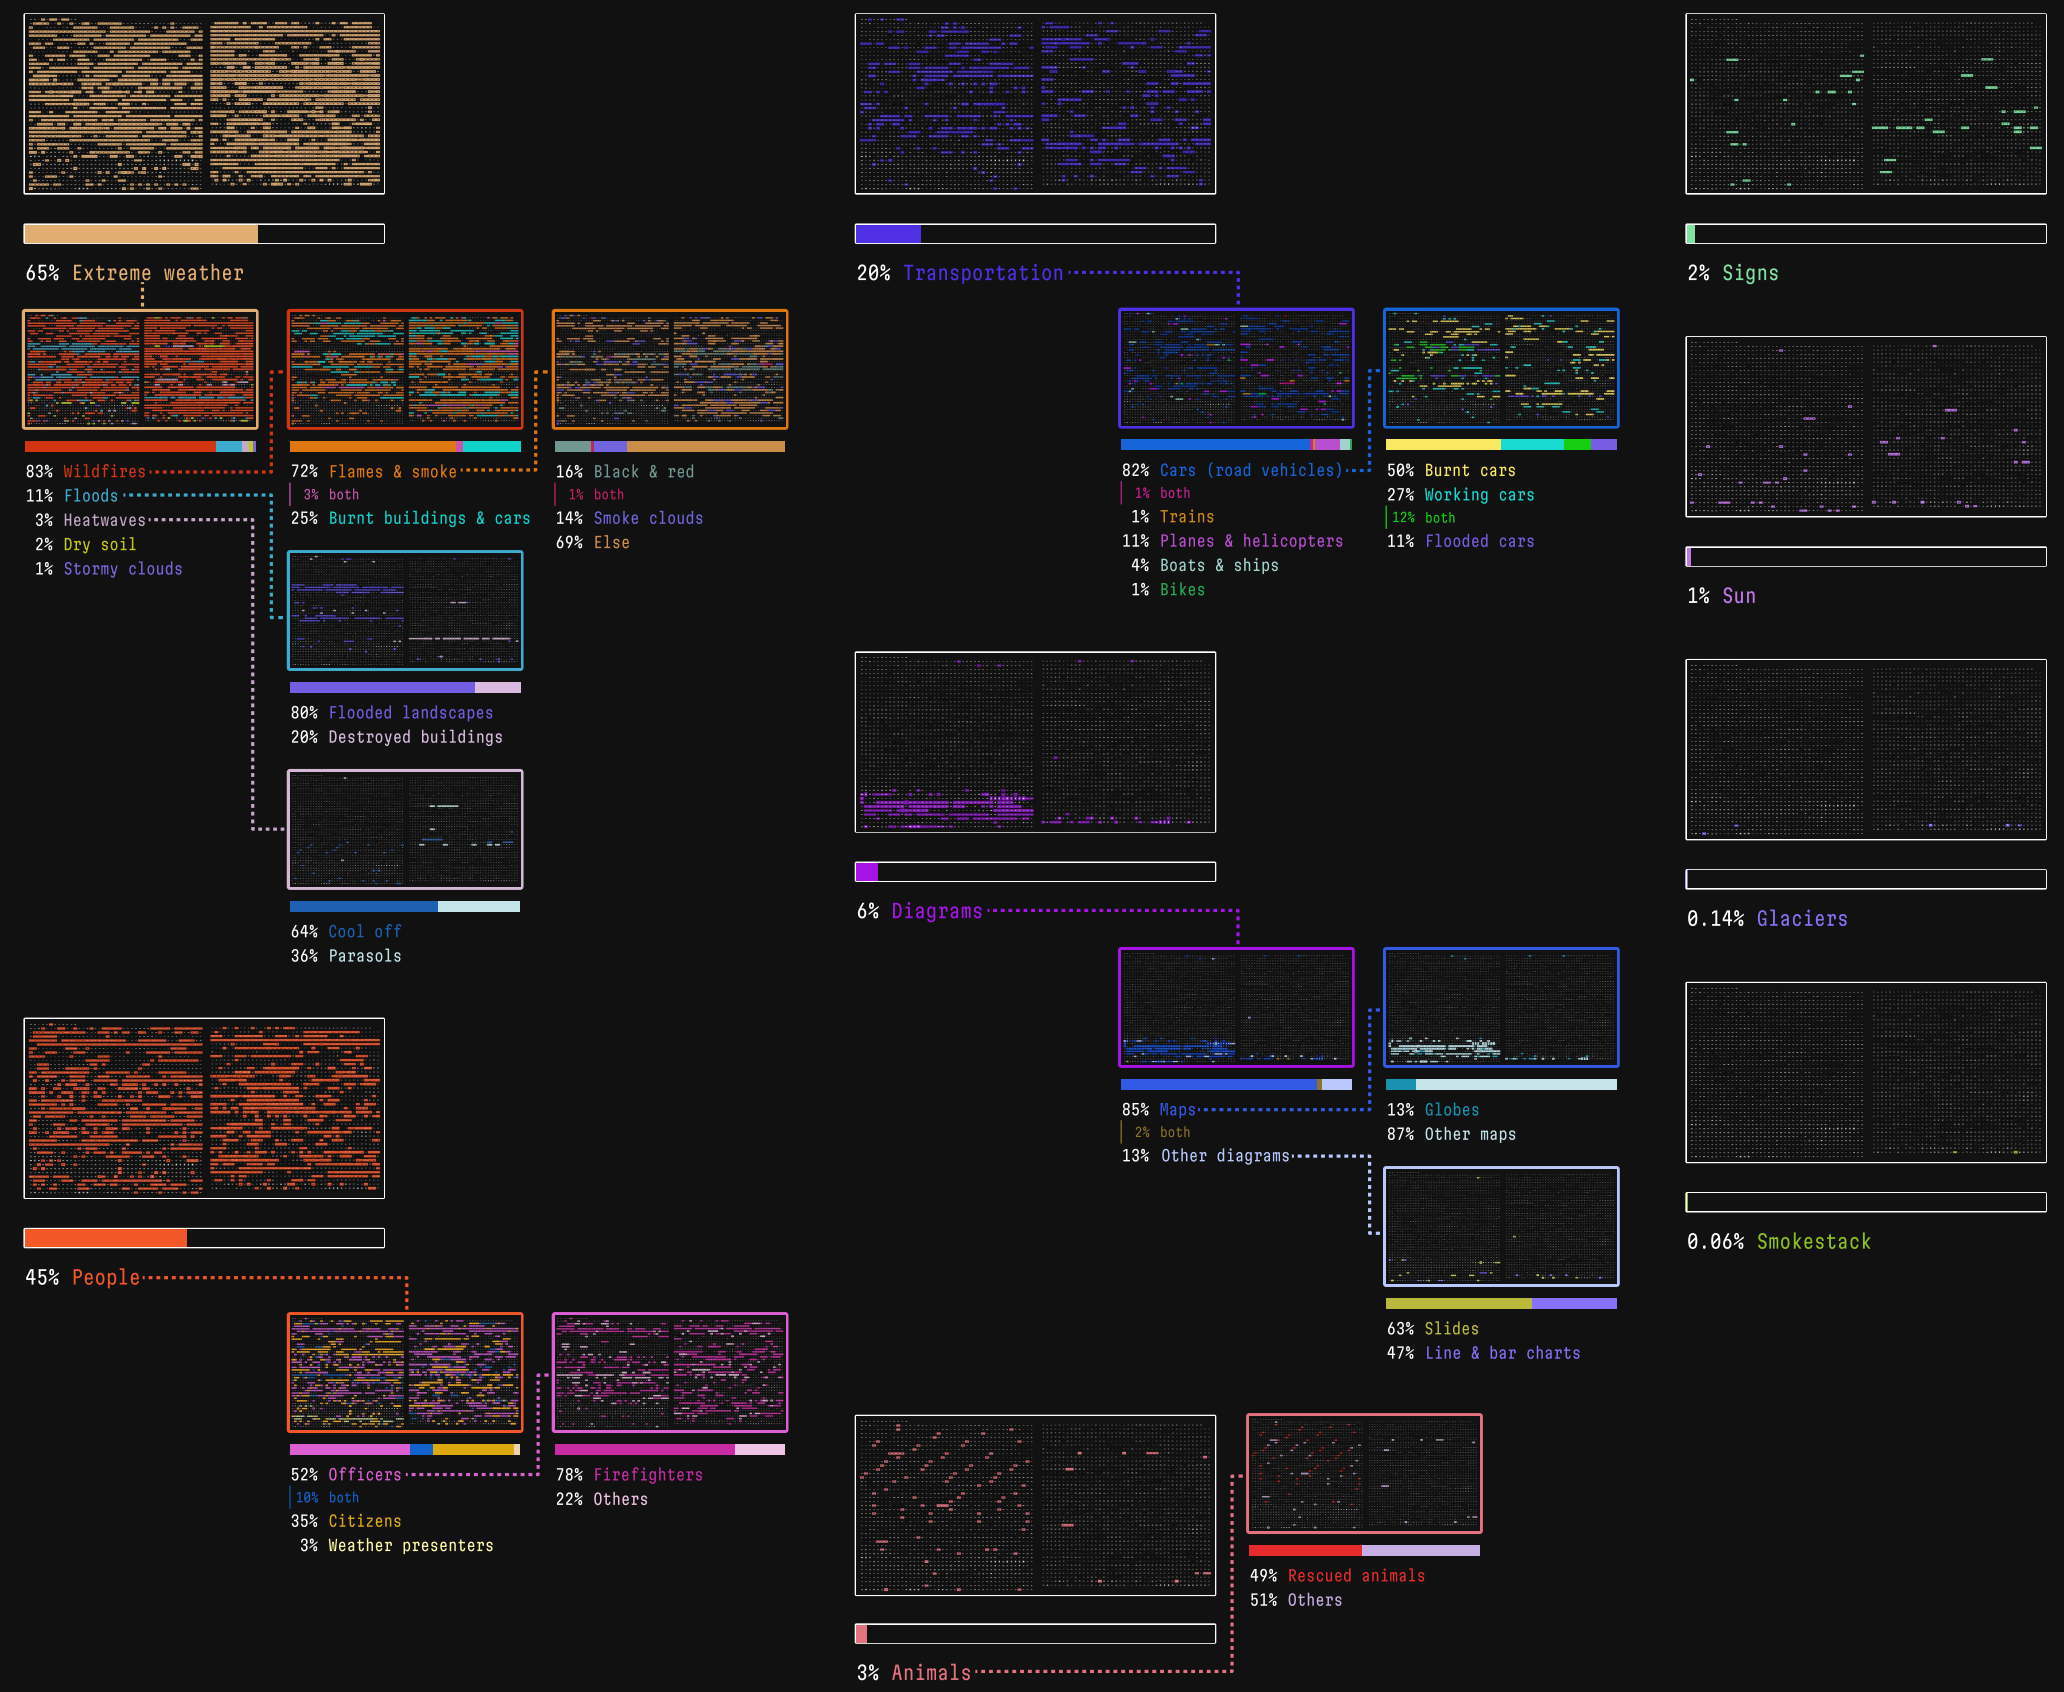 65% Extreme weather
83% Wildfires
11% Floods
3% Heatwaves
2% Dry soil
1% Stormy clouds
72% Flames & smoke
3% both
25% Burnt buildings & cars
16% Black & red
1% both
14% Smoke clouds
69% Else
80% Flooded landscapes
20% Destroyed buildings
64% Cool off
36% Parasols
45% People
52% Officers
10% both
35% Citizens
3% Weather presenters
78% Firefighters
22% Others
20% Transportation
82% Cars (road vehicles)
1% both
1% Trains
11% Planes & helicopters
4% Boats & ships
1% Bikes
50% Burnt cars
27% Working cars
12% both
11% Flooded cars
6% Diagrams
85% Maps
2% both
13% Other diagrams
13% Globes
87% Other maps
63% Slides
47% Line & bar charts
3% Animals
49% Rescued animals
51% Others
2% Signs
1% Sun
0.14% Glaciers
0.06% Smokestack